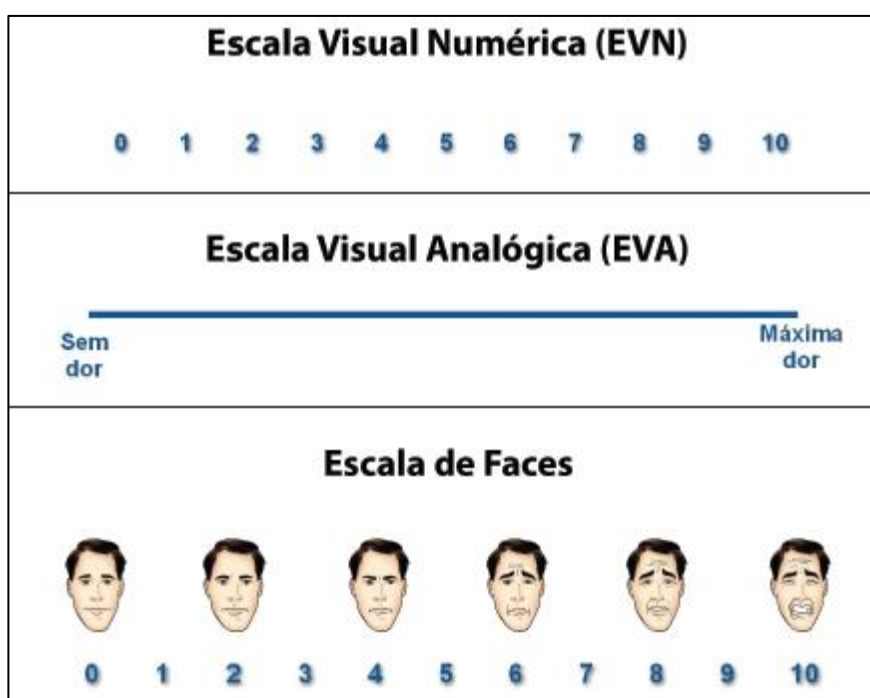 Escala Visual Numérica (EVN)
0 1 2 3 4 5 6 7 8 9 10
Escala Visual Analógica (EVA)
Sem dor
Máxima dor
Escala de Faces
0 1 2 3 4 5 6 7 8 9 10